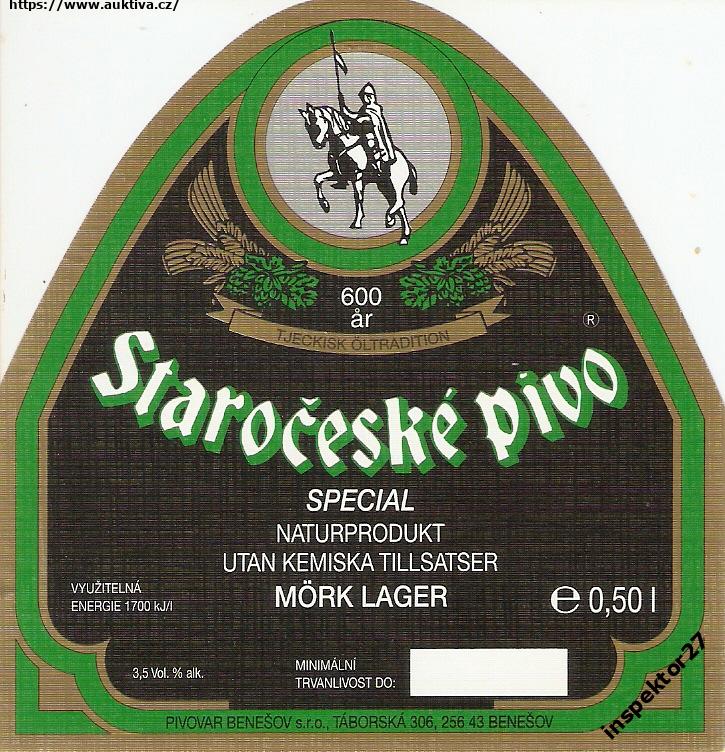 https://www.auktiva.cz/
600
år
TJECKISK ÖLTRADITION
®
Staročeské pivo
SPECIAL
NATURPRODUKT
UTAN KEMISKA TILLSATSER
MÖRK LAGER
VYUŽITELNÁ
ENERGIE 1700 kJ/l
℮ 0,50 l
3,5 Vol. % alk.
MINIMÁLNÍ
TRVANLIVOST DO:
PIVOVAR BENEŠOV s.r.o., TÁBORSKÁ 306, 256 43 BENEŠOV
inspektor27